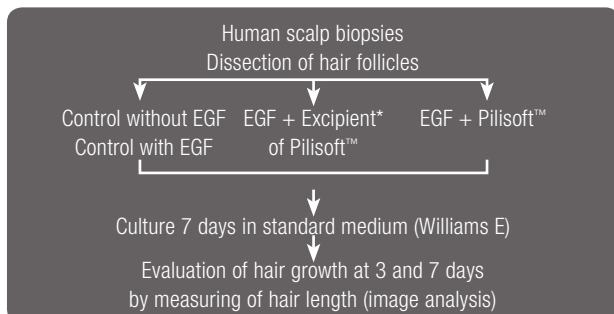 Human scalp biopsies
Dissection of hair follicles
Control without EGF
Control with EGF
EGF + Excipient*
of Pilisoft™
EGF + Pilisoft™
Culture 7 days in standard medium (Williams E)
Evaluation of hair growth at 3 and 7 days
by measuring of hair length (image analysis)